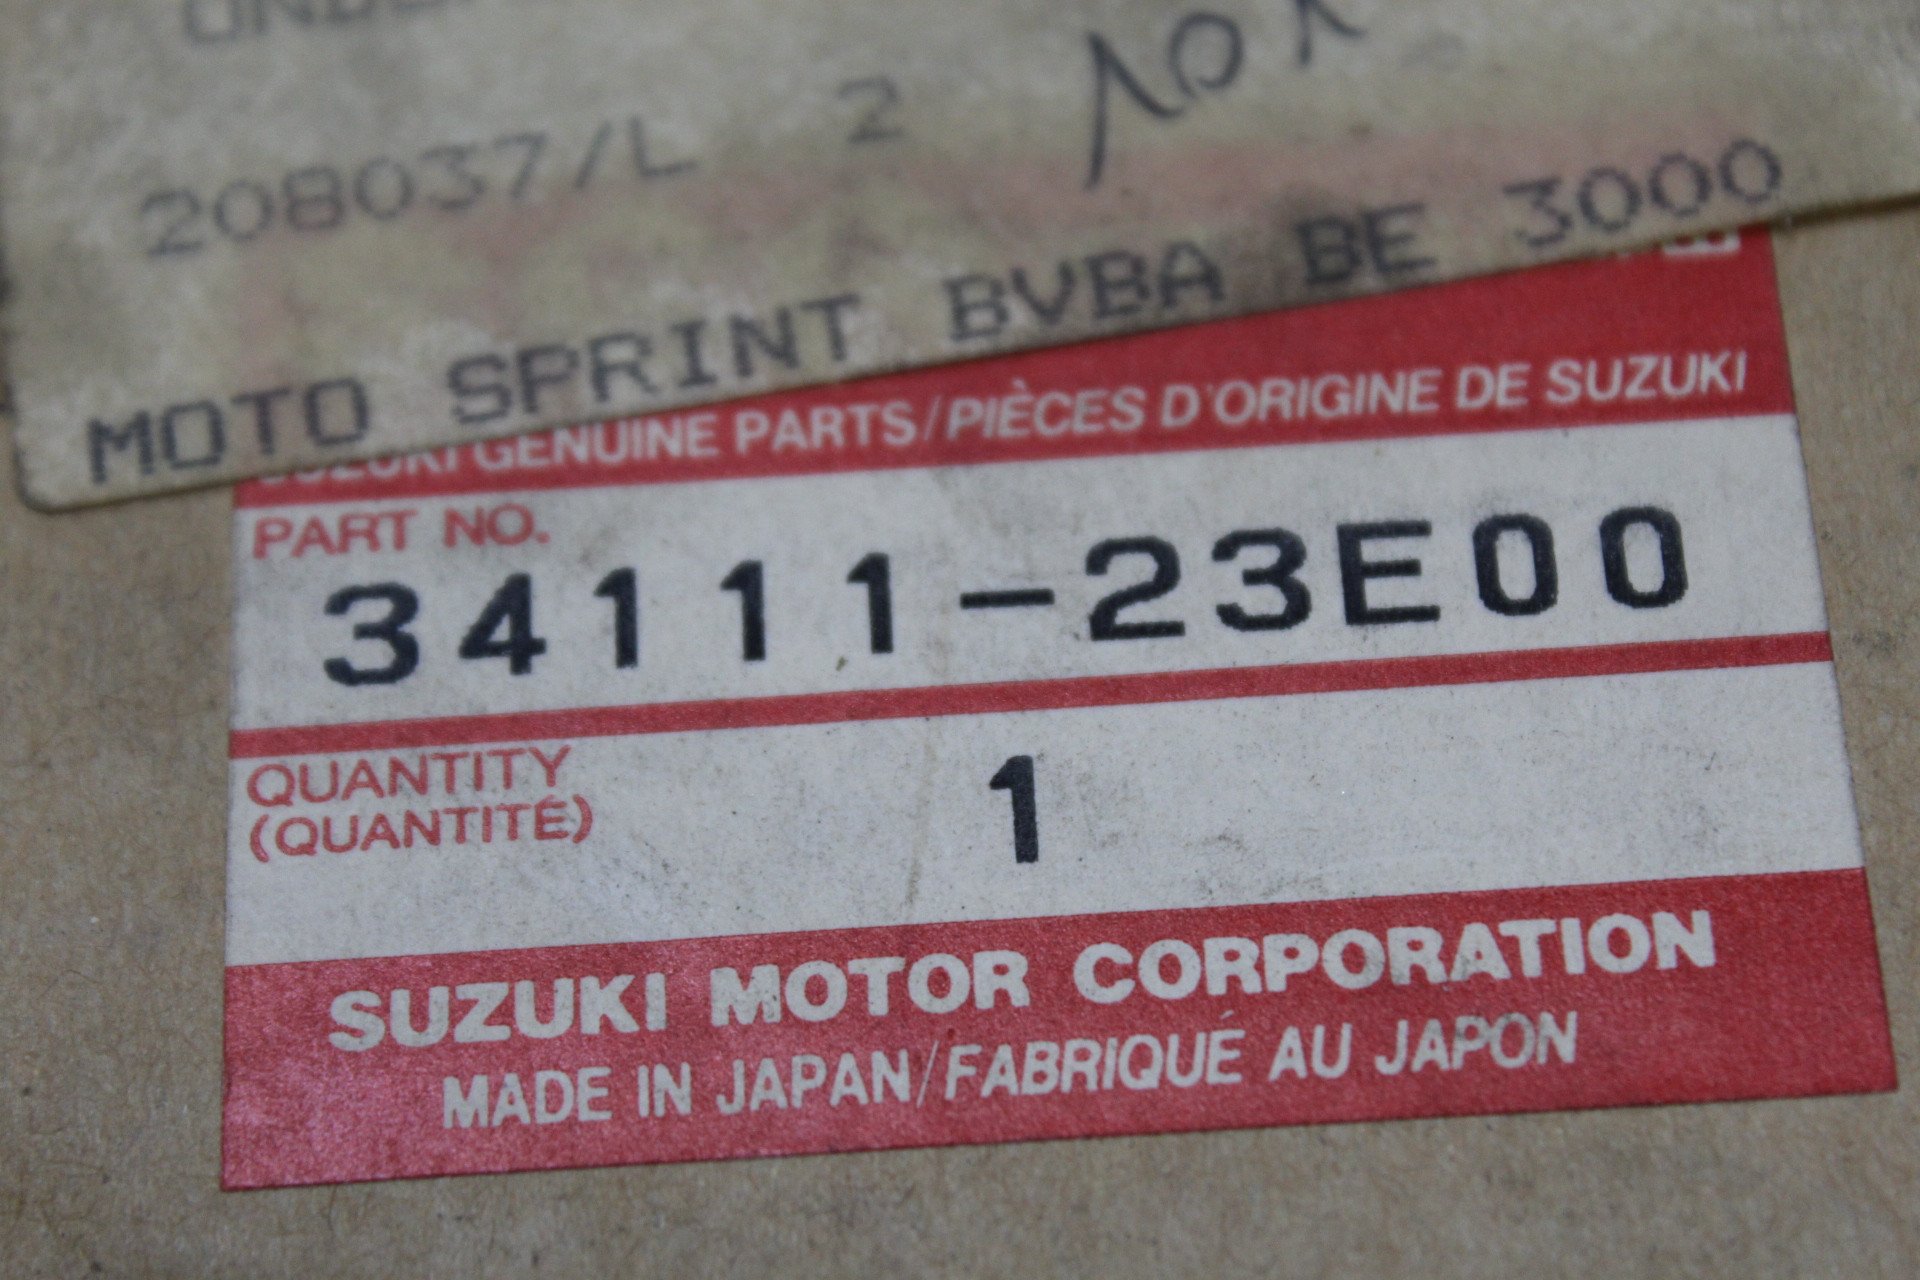 208037/L 2
MOTO SPRINT BVBA BE 3000
SUZUKI GENUINE PARTS/PIÈCES D'ORIGINE DE SUZUKI
PART NO.
34111-23E00
QUANTITY 1
(QUANTITÉ)
SUZUKI MOTOR CORPORATION
MADE IN JAPAN/FABRIQUÉ AU JAPON